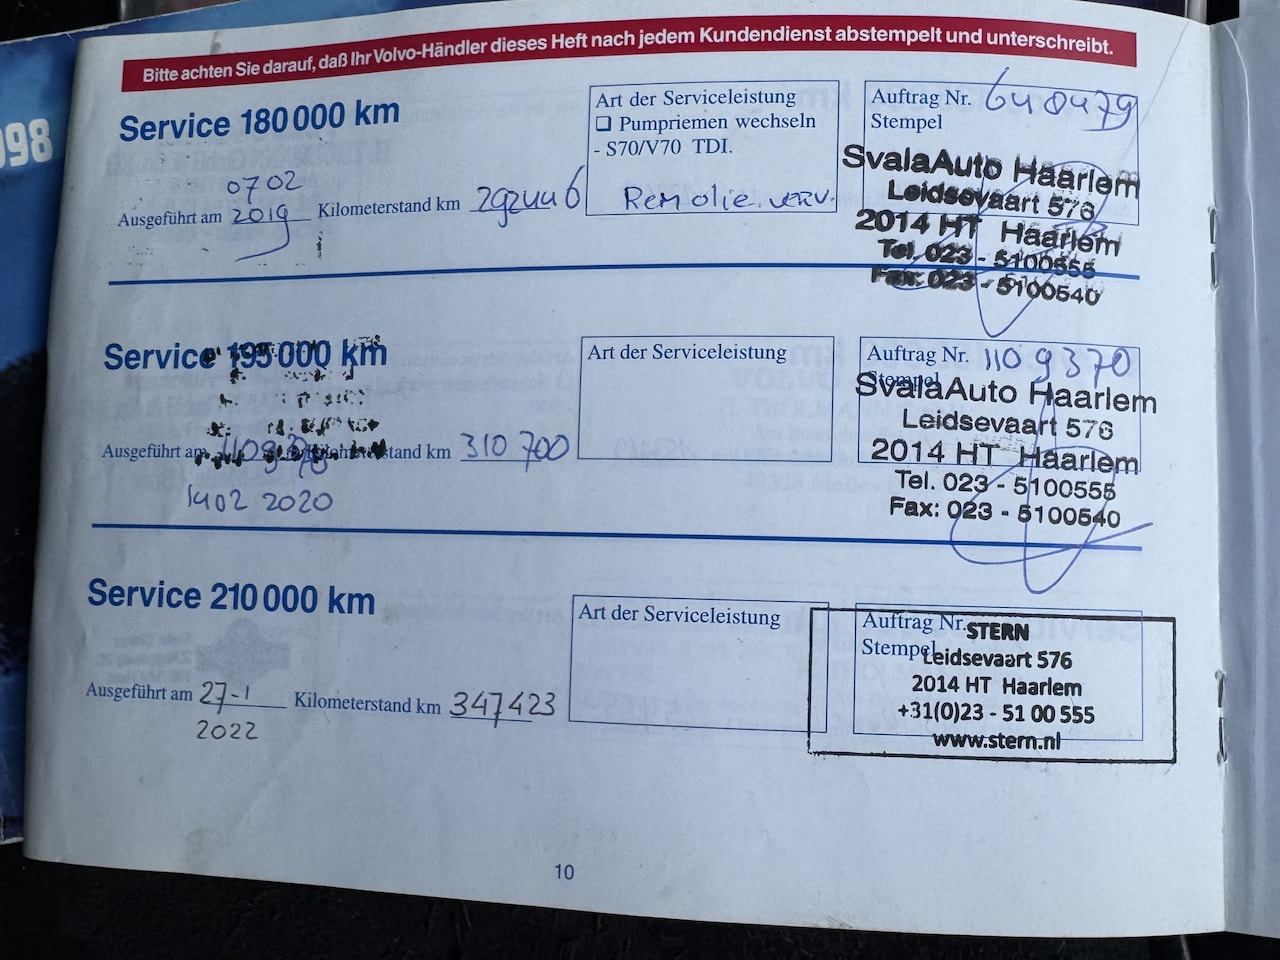 998
Bitte achten Sie darauf, daß Ihr Volvo-Händler dieses Heft nach jedem Kundendienst abstempelt und unterschreibt.
Service 180 000 km
0702
Ausgeführt am 2019 Kilometerstand km 292446
Art der Serviceleistung
❑ Pumpriemen wechseln
- S70/V70 TDI.
Remolie verv.
Auftrag Nr. 640479
Stempel
SvalaAuto Haarlem
Leidsevaart 576
2014 HT Haarlem
Tel. 023 - 5100555
Fax: 023 - 5100540
Service 195 000 km
Ausgeführt am Kilometerstand km 310 700
1402 2020
Art der Serviceleistung
Auftrag Nr. 1109370
Stempel
SvalaAuto Haarlem
Leidsevaart 576
2014 HT Haarlem
Tel. 023 - 5100555
Fax: 023 - 5100540
Service 210 000 km
Ausgeführt am 27-1 Kilometerstand km 347423
2022
Art der Serviceleistung
Auftrag Nr.
Stempel
STERN
Leidsevaart 576
2014 HT Haarlem
+31(0)23 - 51 00 555
www.stern.nl
10